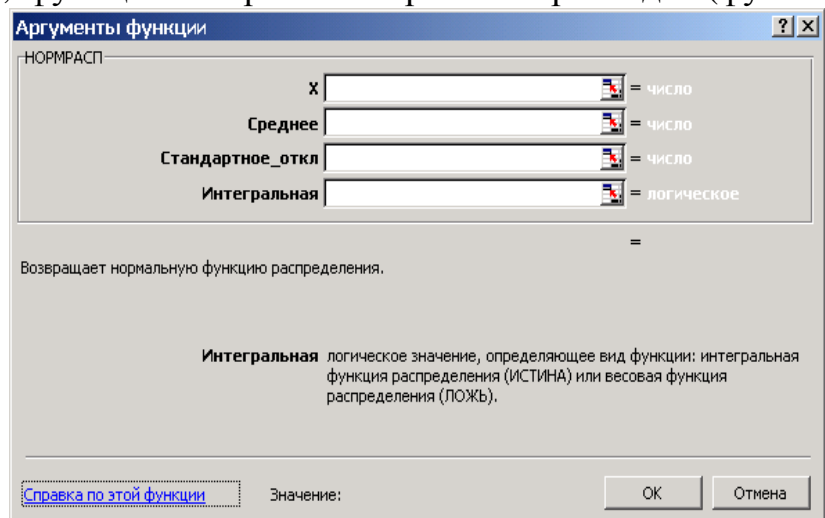 Аргументы функции
НОРМРАСП
X = число
Среднее = число
Стандартное_откл = число
Интегральная = логическое
=
Возвращает нормальную функцию распределения.
Интегральная логическое значение, определяющее вид функции: интегральная
функция распределения (ИСТИНА) или весовая функция
распределения (ЛОЖЬ).
Справка по этой функции Значение: OK Отмена